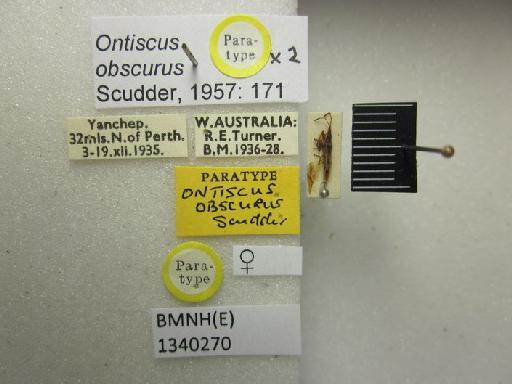 Ontiscus
obscurus
Scudder, 1957: 171
Para-
type
x 2
Yanchep.
32mls. N. of Perth.
3-19.xii.1935.
W. AUSTRALIA:
R.E. Turner.
B.M. 1936-28.
PARATYPE
ONTISCUS
OBSCURUS
Scudder
Para-
type
♀
BMNH(E)
1340270